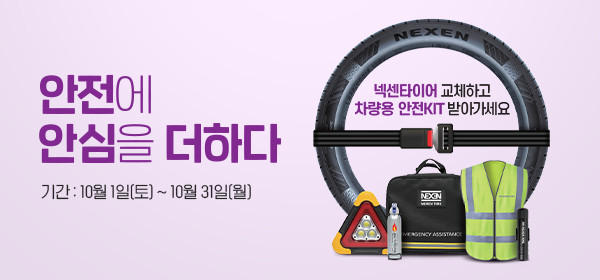 안전에
안심을 더하다
기간 : 10월 1일(토) ~ 10월 31일(월)
NEXEN
넥센타이어 교체하고
차량용 안전KIT 받아가세요
NEXEN
NEXEN TIRE
EMERGENCY ASSISTANCE